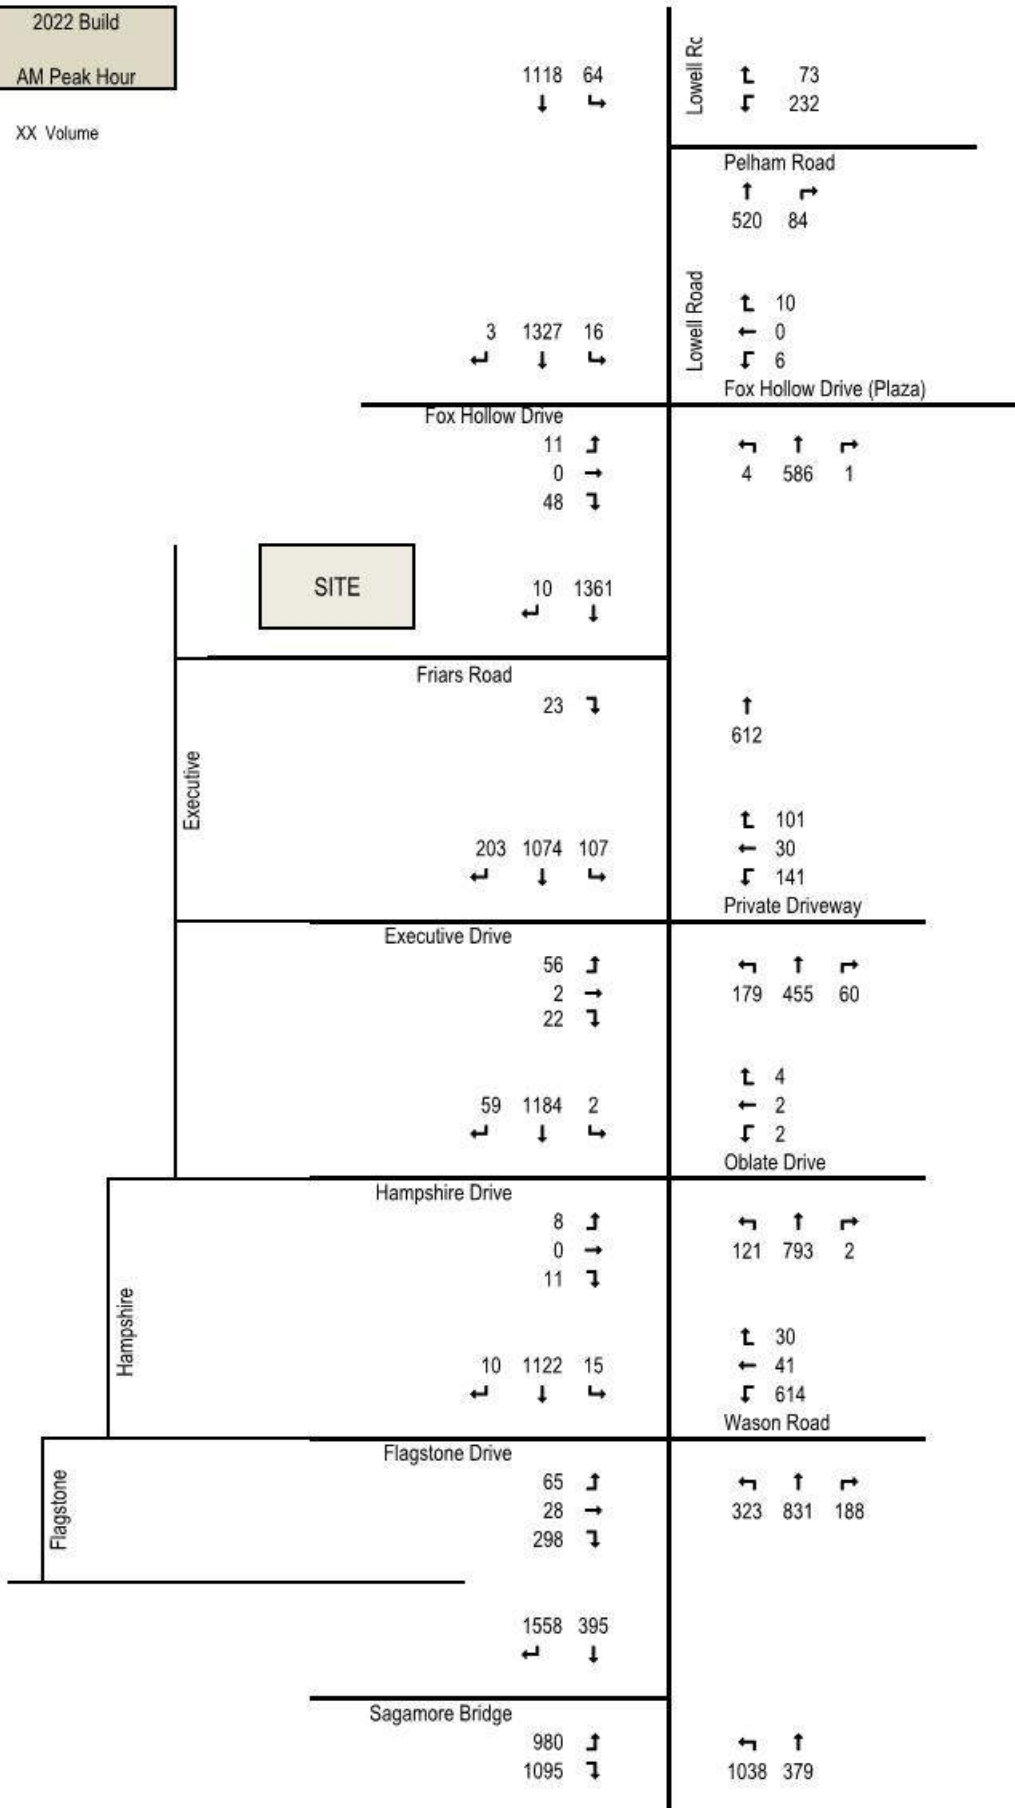 2022 Build
AM Peak Hour
XX Volume
1118 64
Lowell Rc
73
232
Pelham Road
520 84
Lowell Road
10
3 1327 16
0
6
Fox Hollow Drive (Plaza)
Fox Hollow Drive
11
0
48
4 586 1
SITE
10 1361
Friars Road
23
612
Executive
101
203 1074 107
30
141
Private Driveway
Executive Drive
56
2
22
179 455 60
4
59 1184 2
2
2
Oblate Drive
Hampshire Drive
8
0
11
121 793 2
Hampshire
30
10 1122 15
41
614
Wason Road
Flagstone Drive
65
28
298
323 831 188
Flagstone
1558 395
Sagamore Bridge
980
1095
1038 379